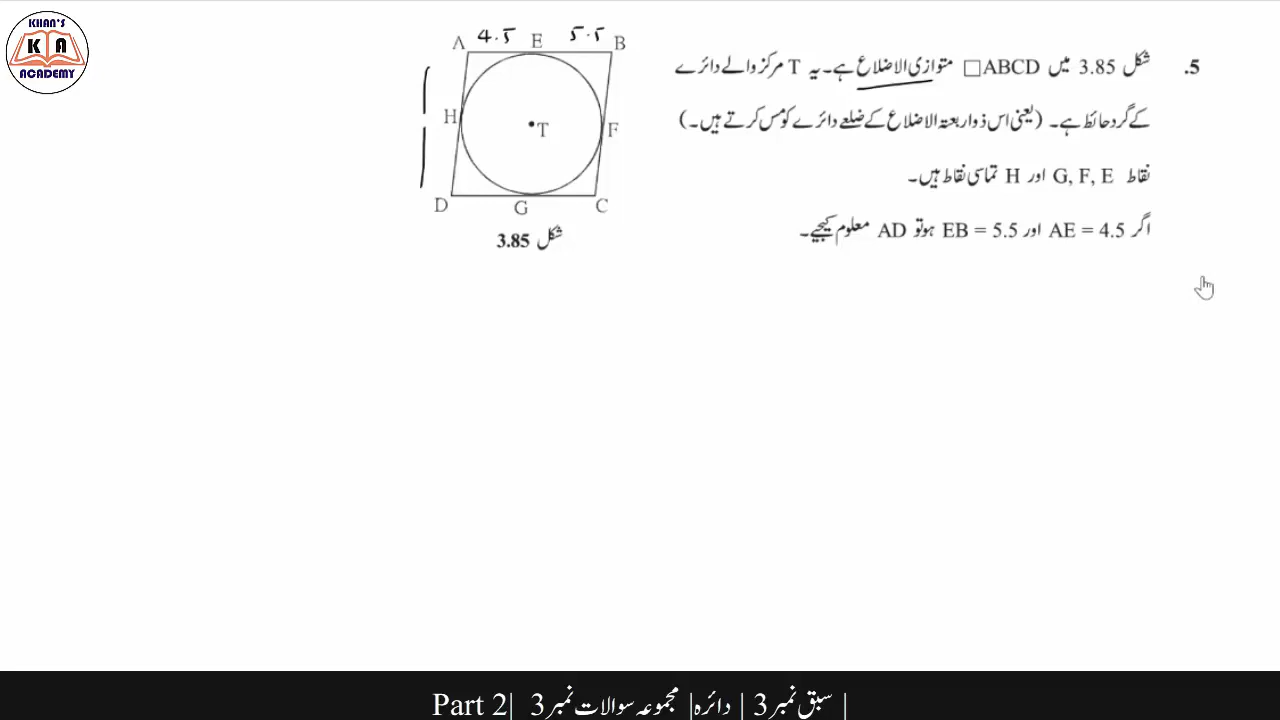 KHAN'S
K A
ACADEMY
5. شکل 3.85 میں □ABCD متوازی الاضلاع ہے۔ یہ T مرکز والے دائرے
کے گرد حائط ہے۔ (یعنی اس ذواربعتہ الاضلاع کے ضلعے دائرے کو مس کرتے ہیں۔)
نقاط G, F, E اور H تماسی نقاط ہیں۔
اگر AE = 4.5 اور EB = 5.5 ہو تو AD معلوم کیجیے۔
A 4.5 E 5.5 B
H T F
D G C
شکل 3.85
| سبق نمبر 3 | دائرہ| مجموعہ سوالات نمبر 3 |Part 2